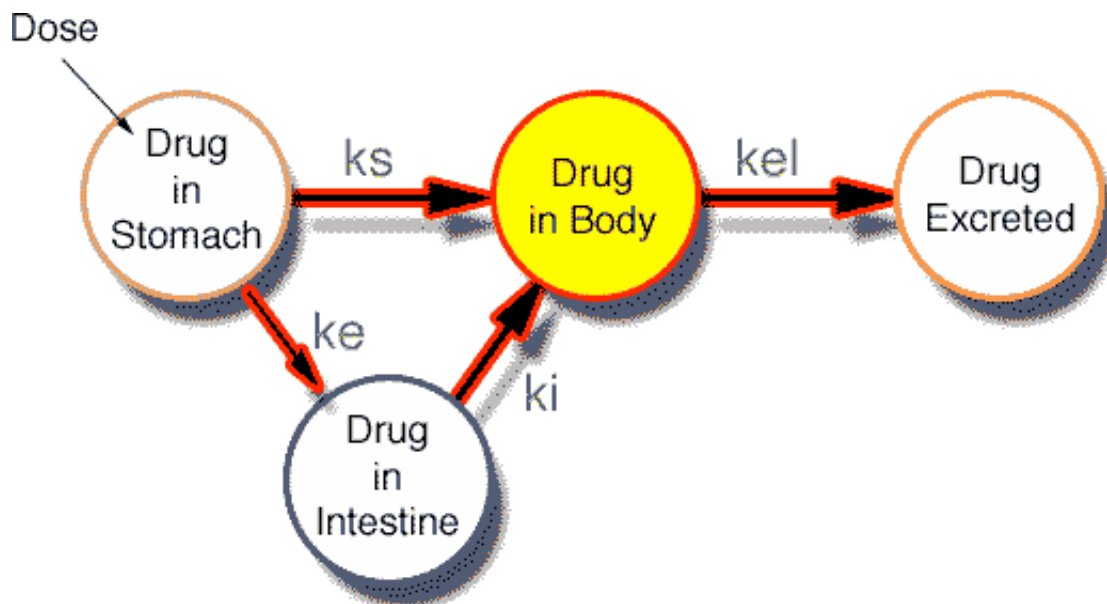 Dose
Drug
in
Stomach
ks
Drug
in Body
kel
Drug
Excreted
ke
ki
Drug
in
Intestine